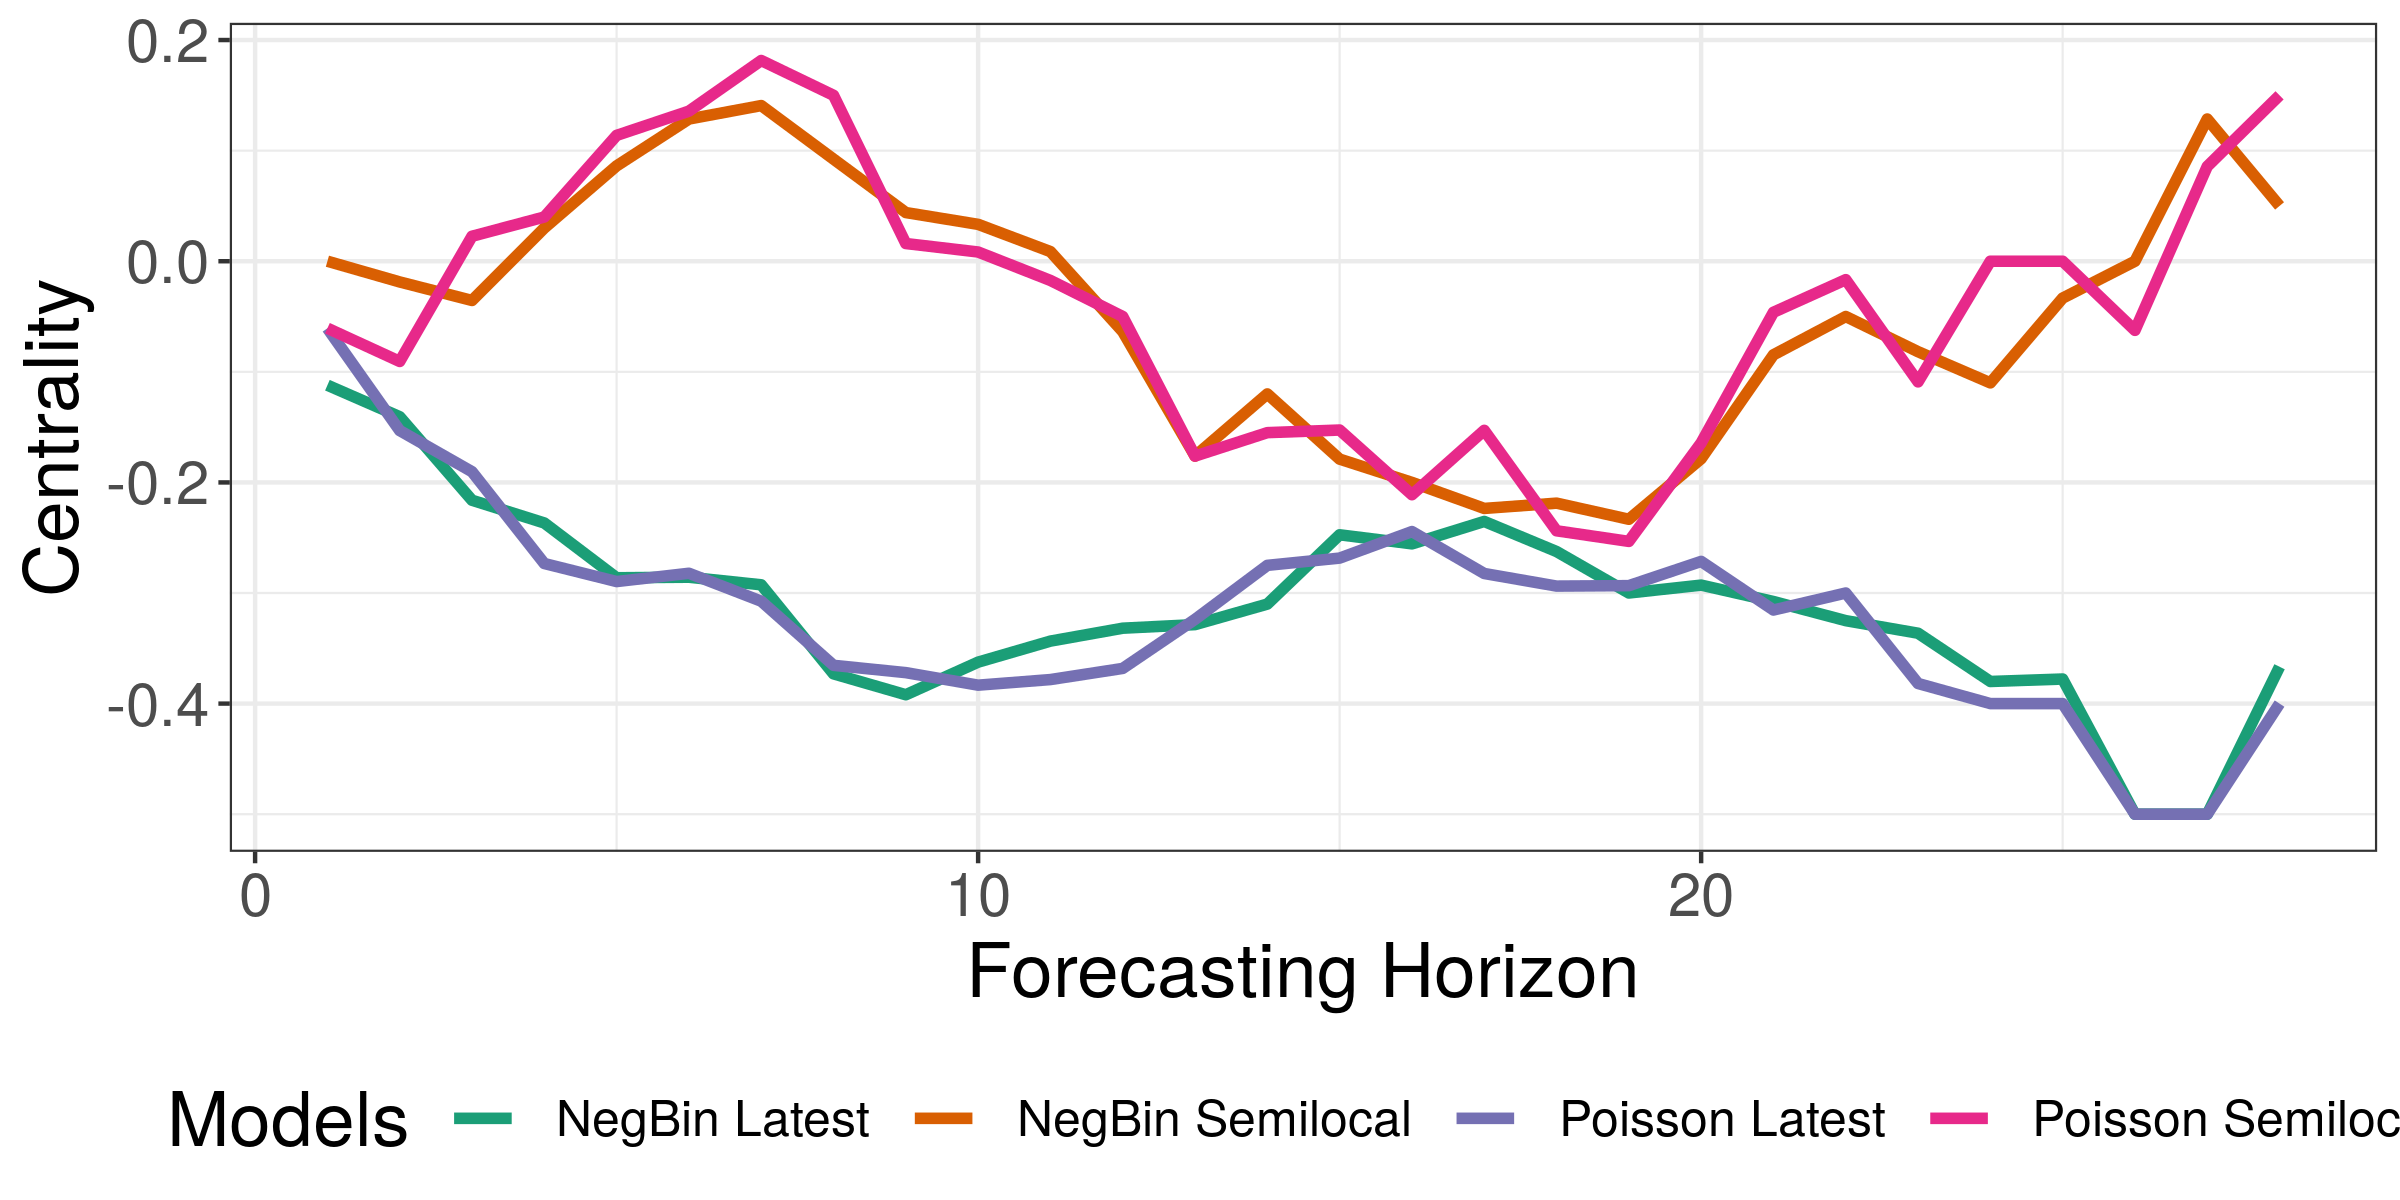 0.2
0.0
-0.2
-0.4
Centrality
0 10 20
Forecasting Horizon
Models NegBin Latest NegBin Semilocal Poisson Latest Poisson Semiloc